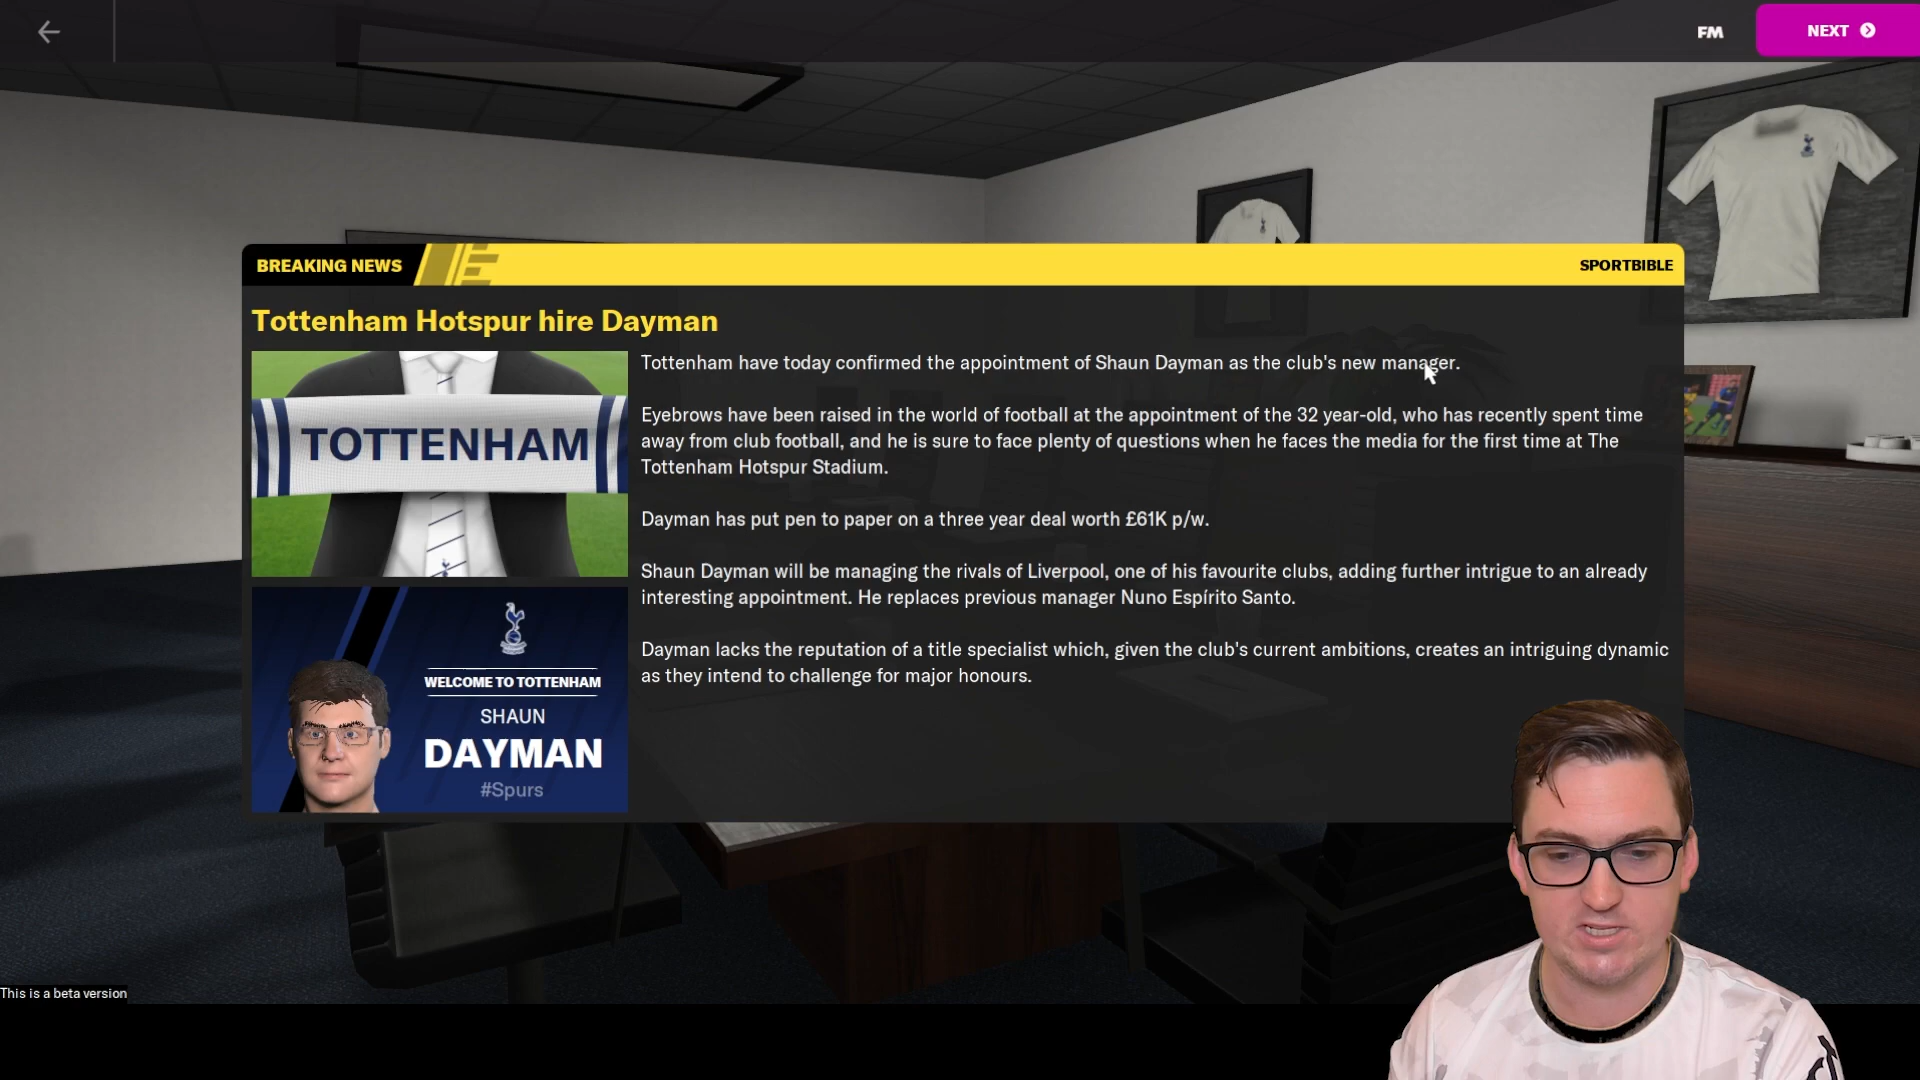 FM
NEXT
BREAKING NEWS
SPORTBIBLE
Tottenham Hotspur hire Dayman
TOTTENHAM
Tottenham have today confirmed the appointment of Shaun Dayman as the club's new manager.
Eyebrows have been raised in the world of football at the appointment of the 32 year-old, who has recently spent time
away from club football, and he is sure to face plenty of questions when he faces the media for the first time at The
Tottenham Hotspur Stadium.
Dayman has put pen to paper on a three year deal worth £61K p/w.
Shaun Dayman will be managing the rivals of Liverpool, one of his favourite clubs, adding further intrigue to an already
interesting appointment. He replaces previous manager Nuno Espírito Santo.
Dayman lacks the reputation of a title specialist which, given the club's current ambitions, creates an intriguing dynamic
as they intend to challenge for major honours.
WELCOME TO TOTTENHAM
SHAUN
DAYMAN
#Spurs
This is a beta version